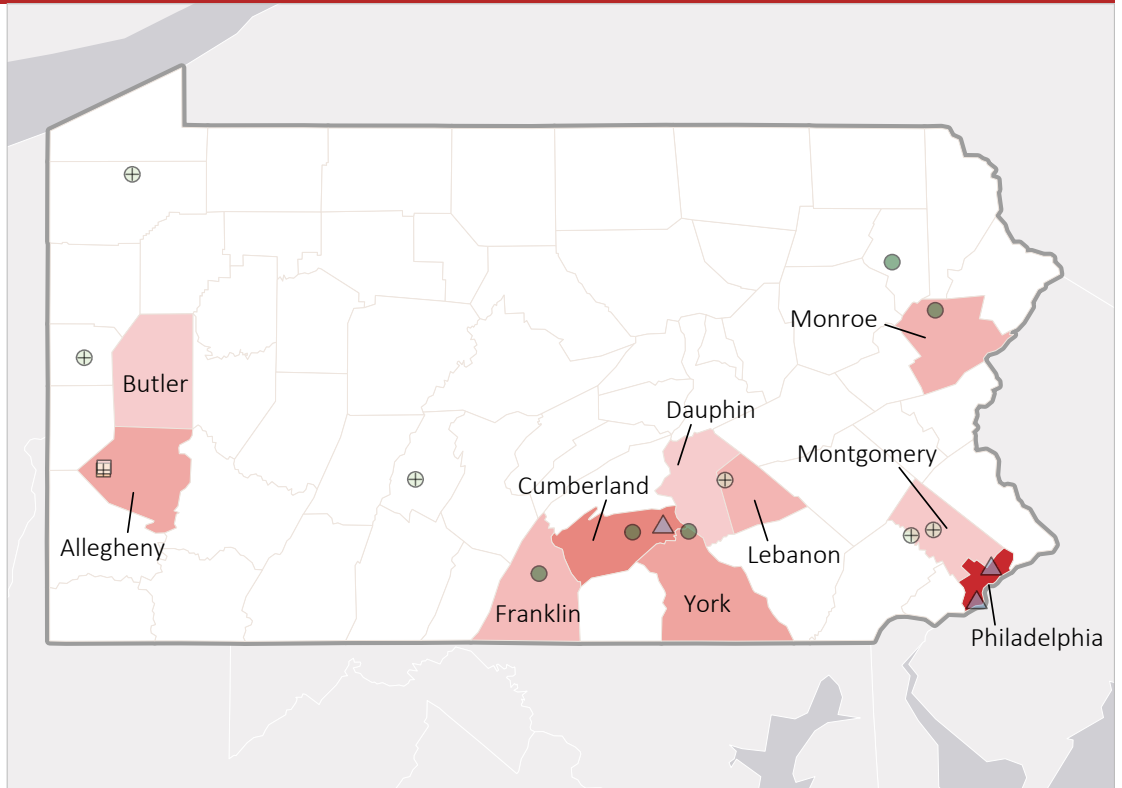 Monroe
Butler
Dauphin
Montgomery
Cumberland
Allegheny
Lebanon
Franklin
York
Philadelphia